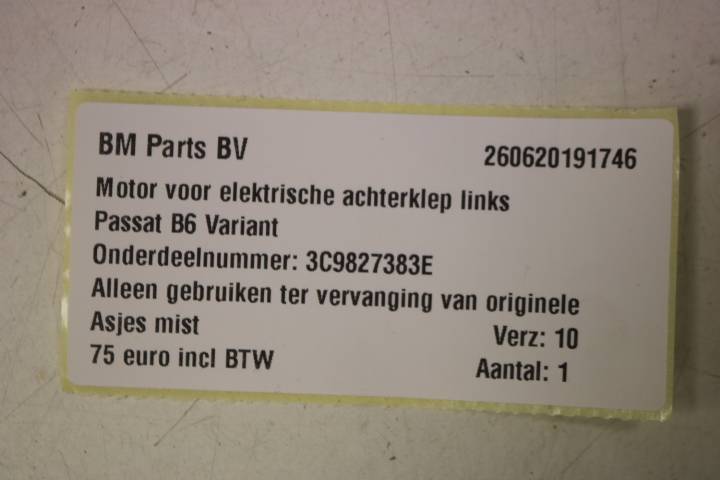 BM Parts BV 260620191746
Motor voor elektrische achterklep links
Passat B6 Variant
Onderdeelnummer: 3C9827383E
Alleen gebruiken ter vervanging van originele
Asjes mist Verz: 10
75 euro incl BTW Aantal: 1